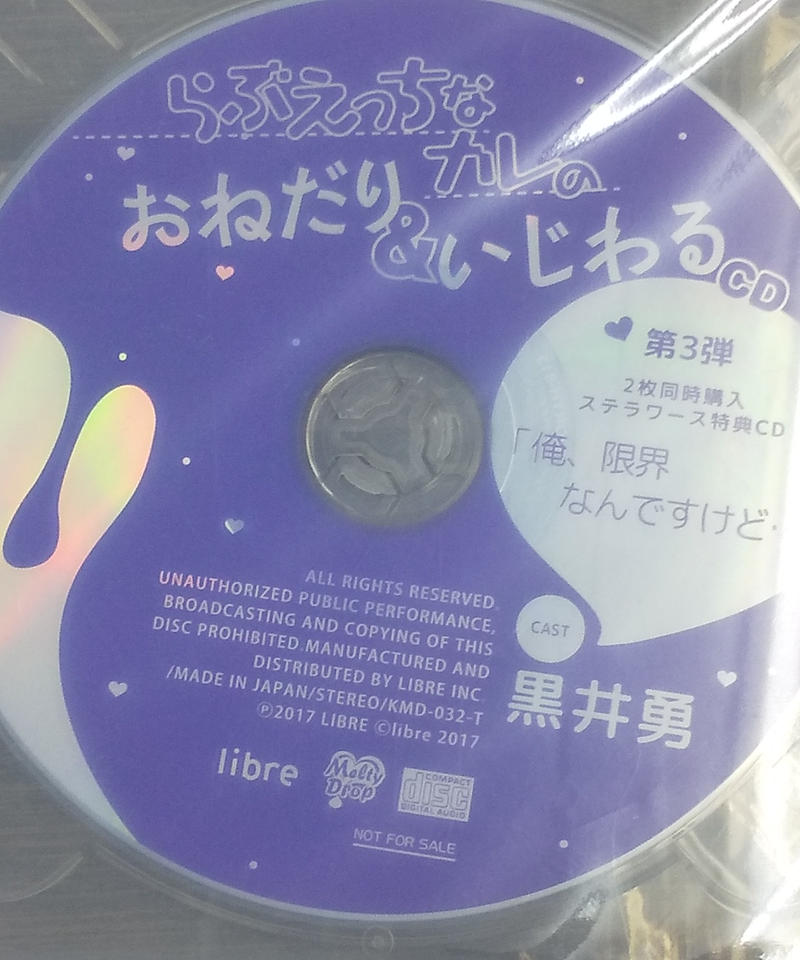 らぶえっちな
カレの
おねだり
&いじわるCD
第3弾
2枚同時購入
ステラワース特典CD
「俺、限界
なんですけど…
ALL RIGHTS RESERVED.
UNAUTHORIZED PUBLIC PERFORMANCE,
BROADCASTING AND COPYING OF THIS
DISC PROHIBITED.MANUFACTURED AND
DISTRIBUTED BY LIBRE INC
/MADE IN JAPAN/STEREO/KMD-032-T
Ⓟ2017 LIBRE ©libre 2017
CAST
黒井勇
libre
Melty
Drop
COMPACT
disc
DIGITAL AUDIO
NOT FOR SALE